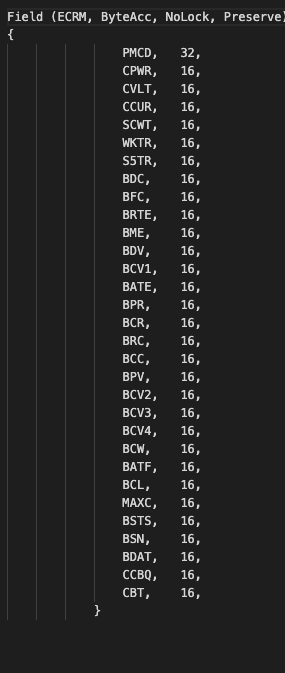 Field (ECRM, ByteAcc, NoLock, Preserve)
{
PMCD, 32,
CPWR, 16,
CVLT, 16,
CCUR, 16,
SCWT, 16,
WKTR, 16,
S5TR, 16,
BDC, 16,
BFC, 16,
BRTE, 16,
BME, 16,
BDV, 16,
BCV1, 16,
BATE, 16,
BPR, 16,
BCR, 16,
BRC, 16,
BCC, 16,
BPV, 16,
BCV2, 16,
BCV3, 16,
BCV4, 16,
BCW, 16,
BATF, 16,
BCL, 16,
MAXC, 16,
BSTS, 16,
BSN, 16,
BDAT, 16,
CCBQ, 16,
CBT, 16,
}